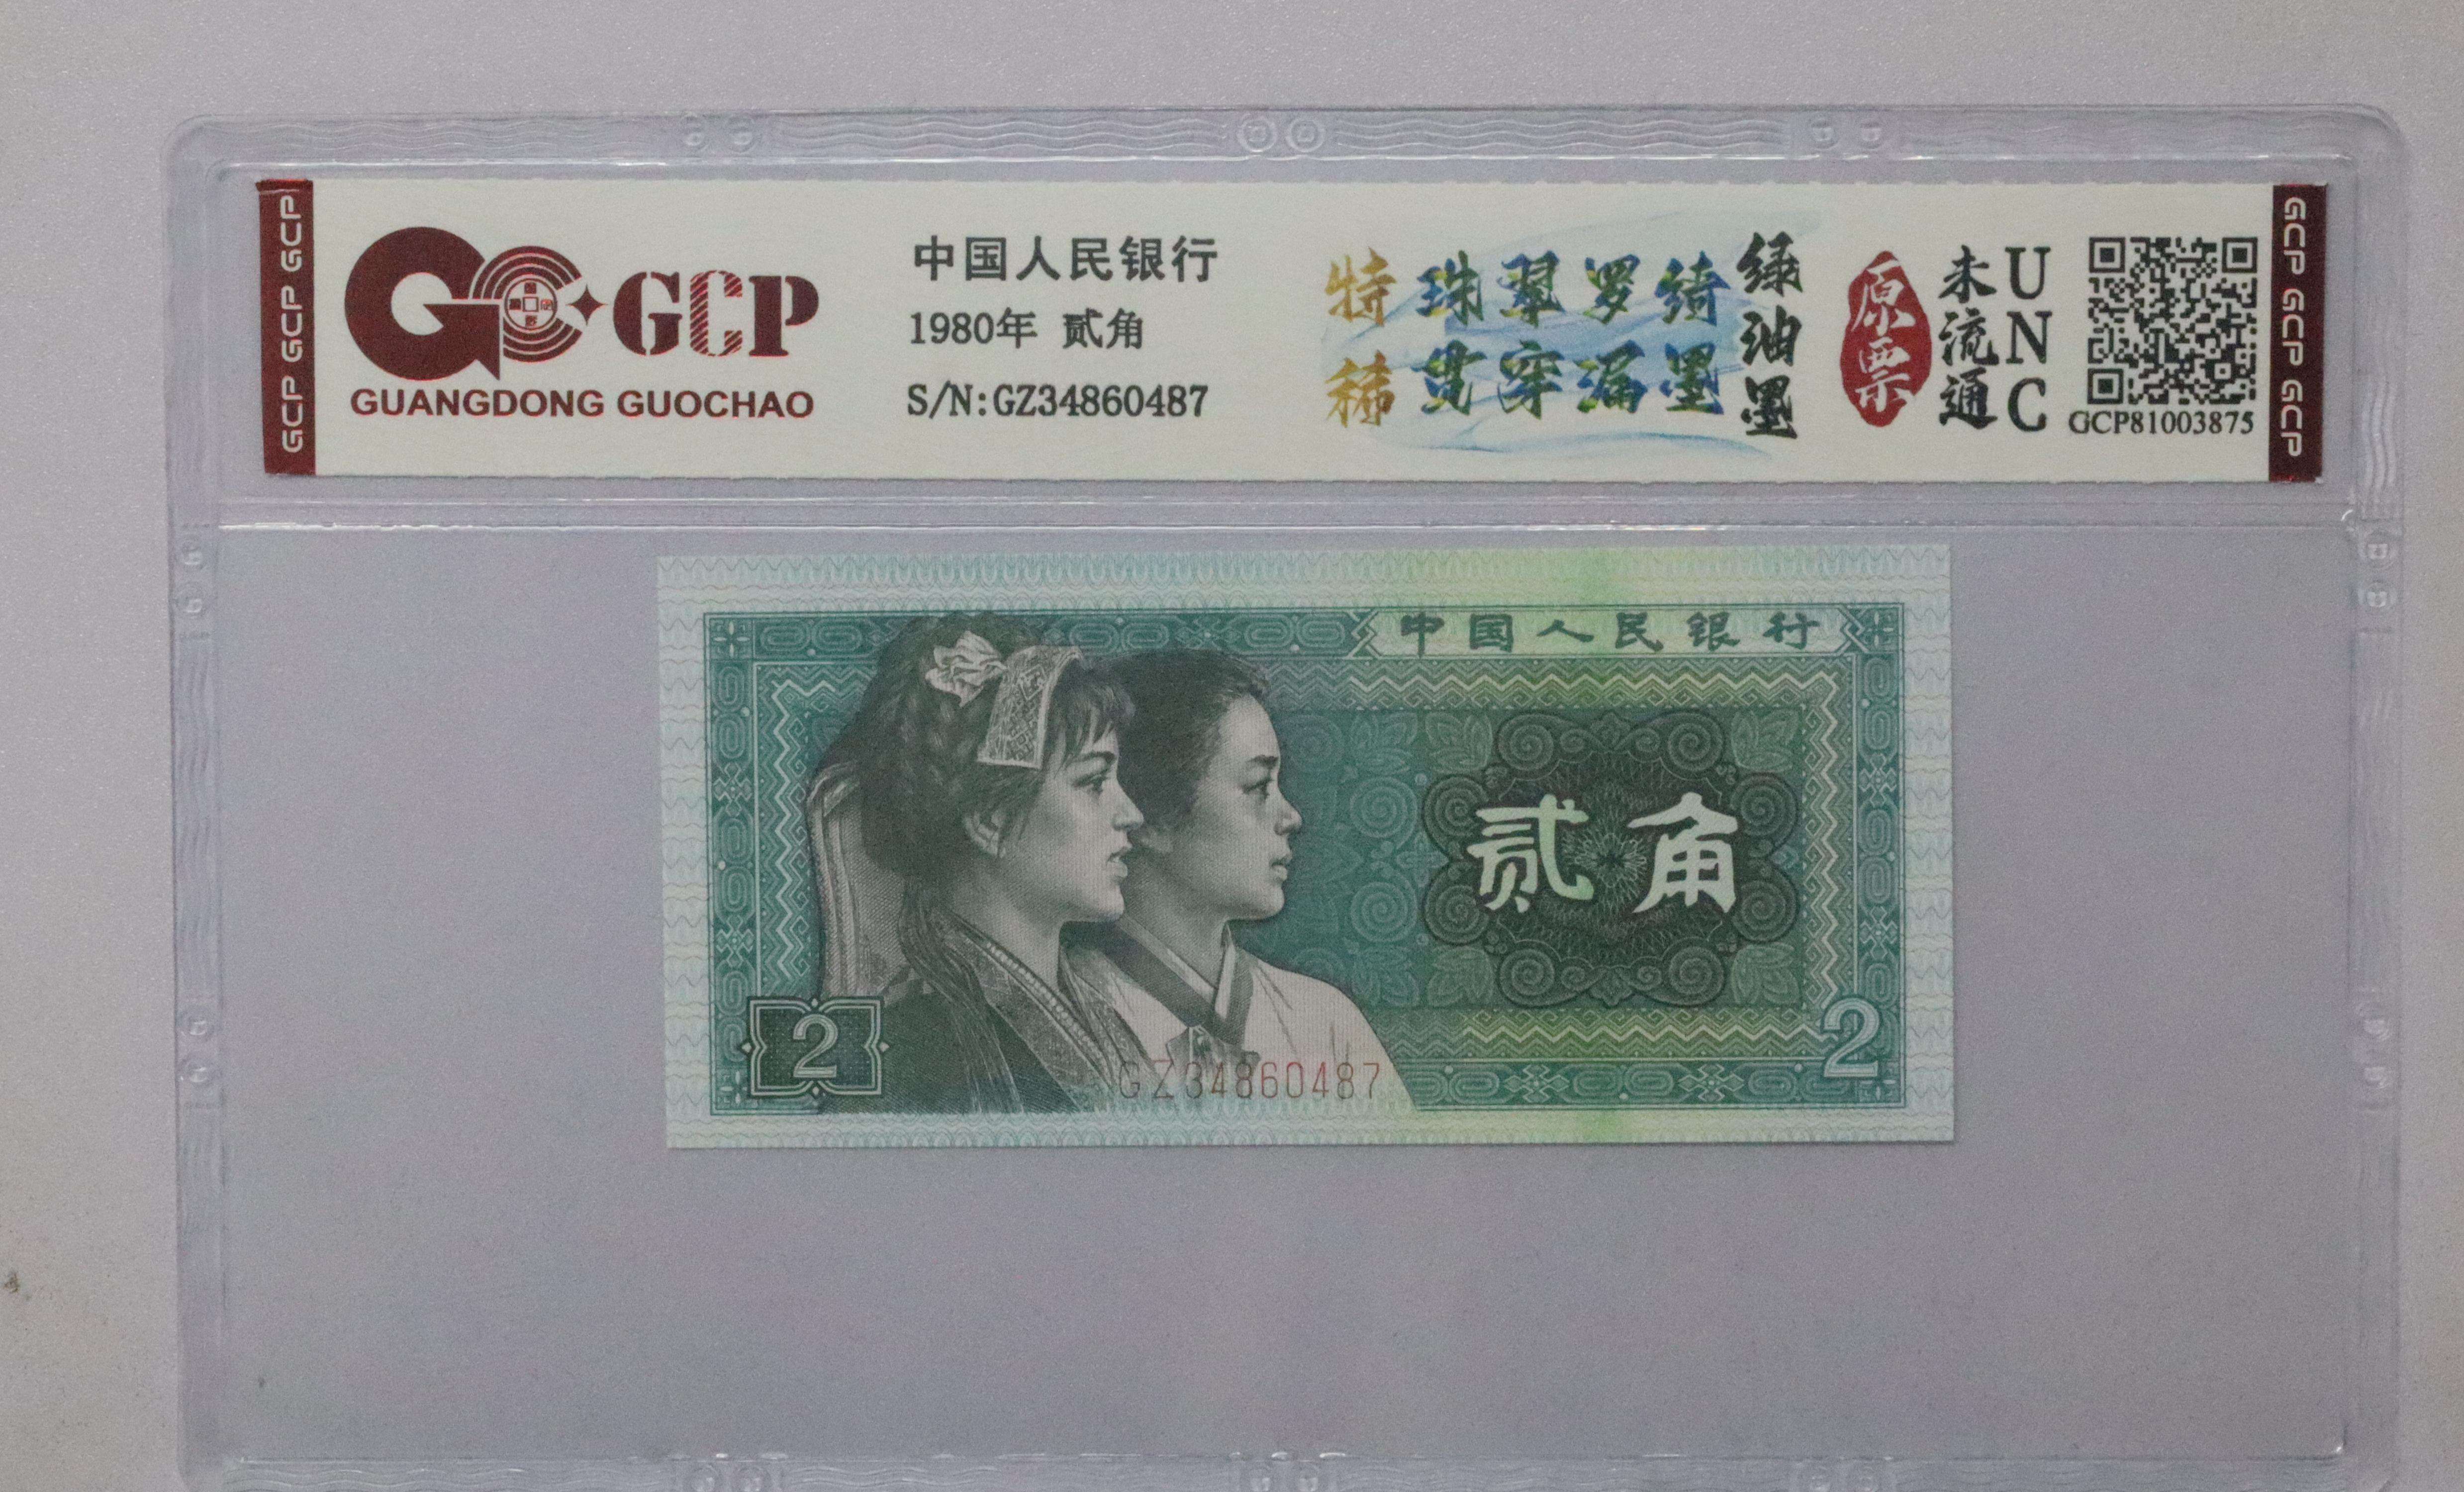 GCP GCP GCP
GCP
GUANGDONG GUOCHAO
中国人民银行
1980年 贰角
S/N:GZ34860487
特稀
珠翠罗绮
贯穿漏墨
绿油墨
原票
未流通
UNC
GCP81003875
GCP GCP GCP
中国人民银行
贰角
2
2
GZ34860487